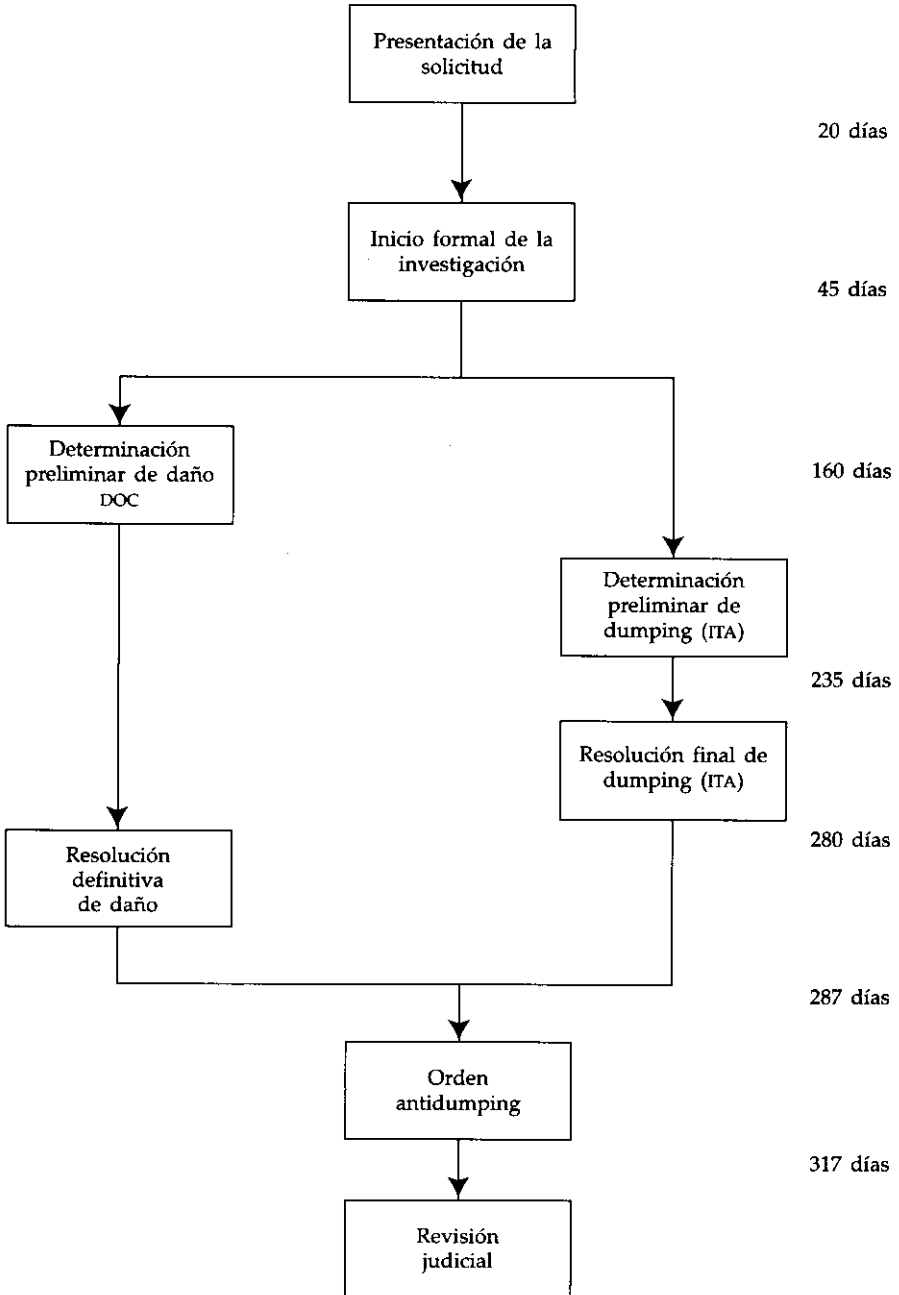 Presentación de la
solicitud
20 días
Inicio formal de la
investigación
45 días
Determinación
preliminar de daño
DOC
160 días
Determinación
preliminar de
dumping (ITA)
235 días
Resolución final de
dumping (ITA)
280 días
Resolución
definitiva
de daño
287 días
Orden
antidumping
317 días
Revisión
judicial